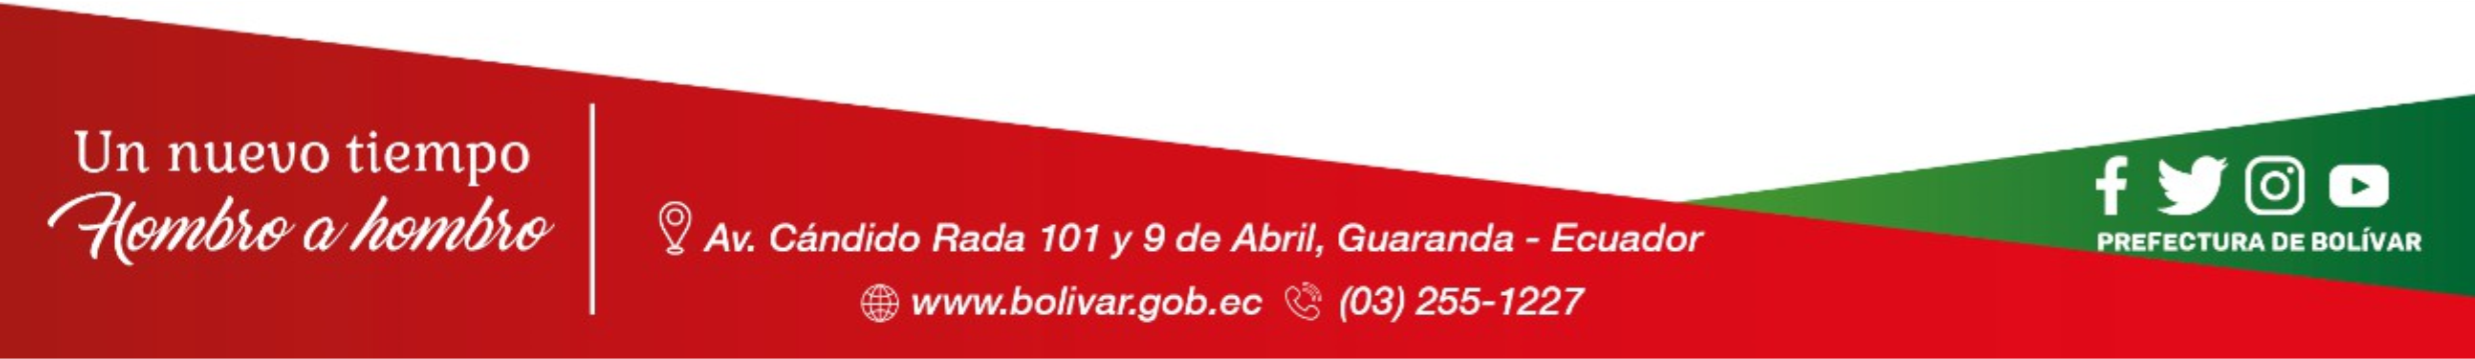 Un nuevo tiempo
Hombro a hombro
Av. Cándido Rada 101 y 9 de Abril, Guaranda - Ecuador
www.bolivar.gob.ec (03) 255-1227
PREFECTURA DE BOLÍVAR